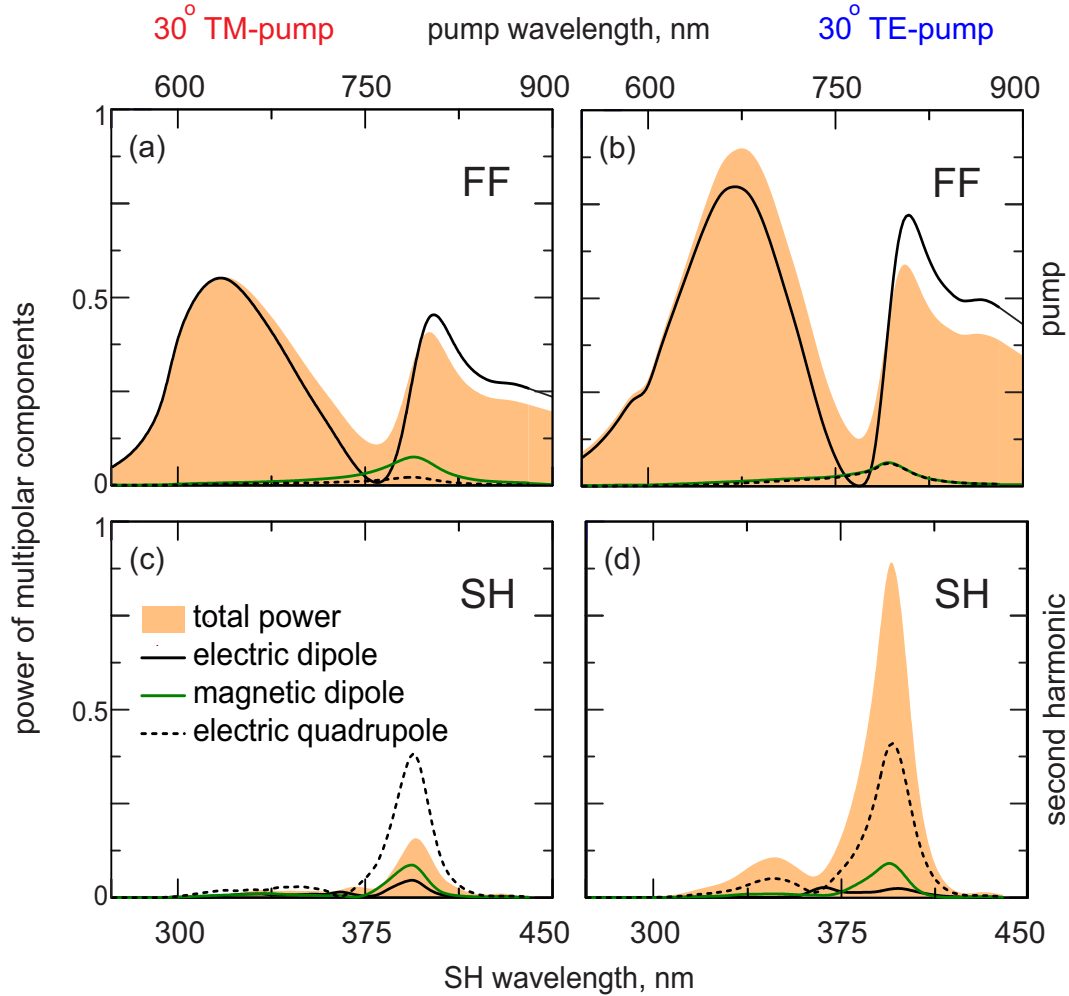 30° TM-pump pump wavelength, nm 30° TE-pump
600 750 900 600 750 900
1
(a) FF (b) FF
0.5
0
power of multipolar components
pump
1
(c) SH (d) SH
total power
electric dipole
magnetic dipole
electric quadrupole
0.5
0
second harmonic
300 375 450 300 375 450
SH wavelength, nm